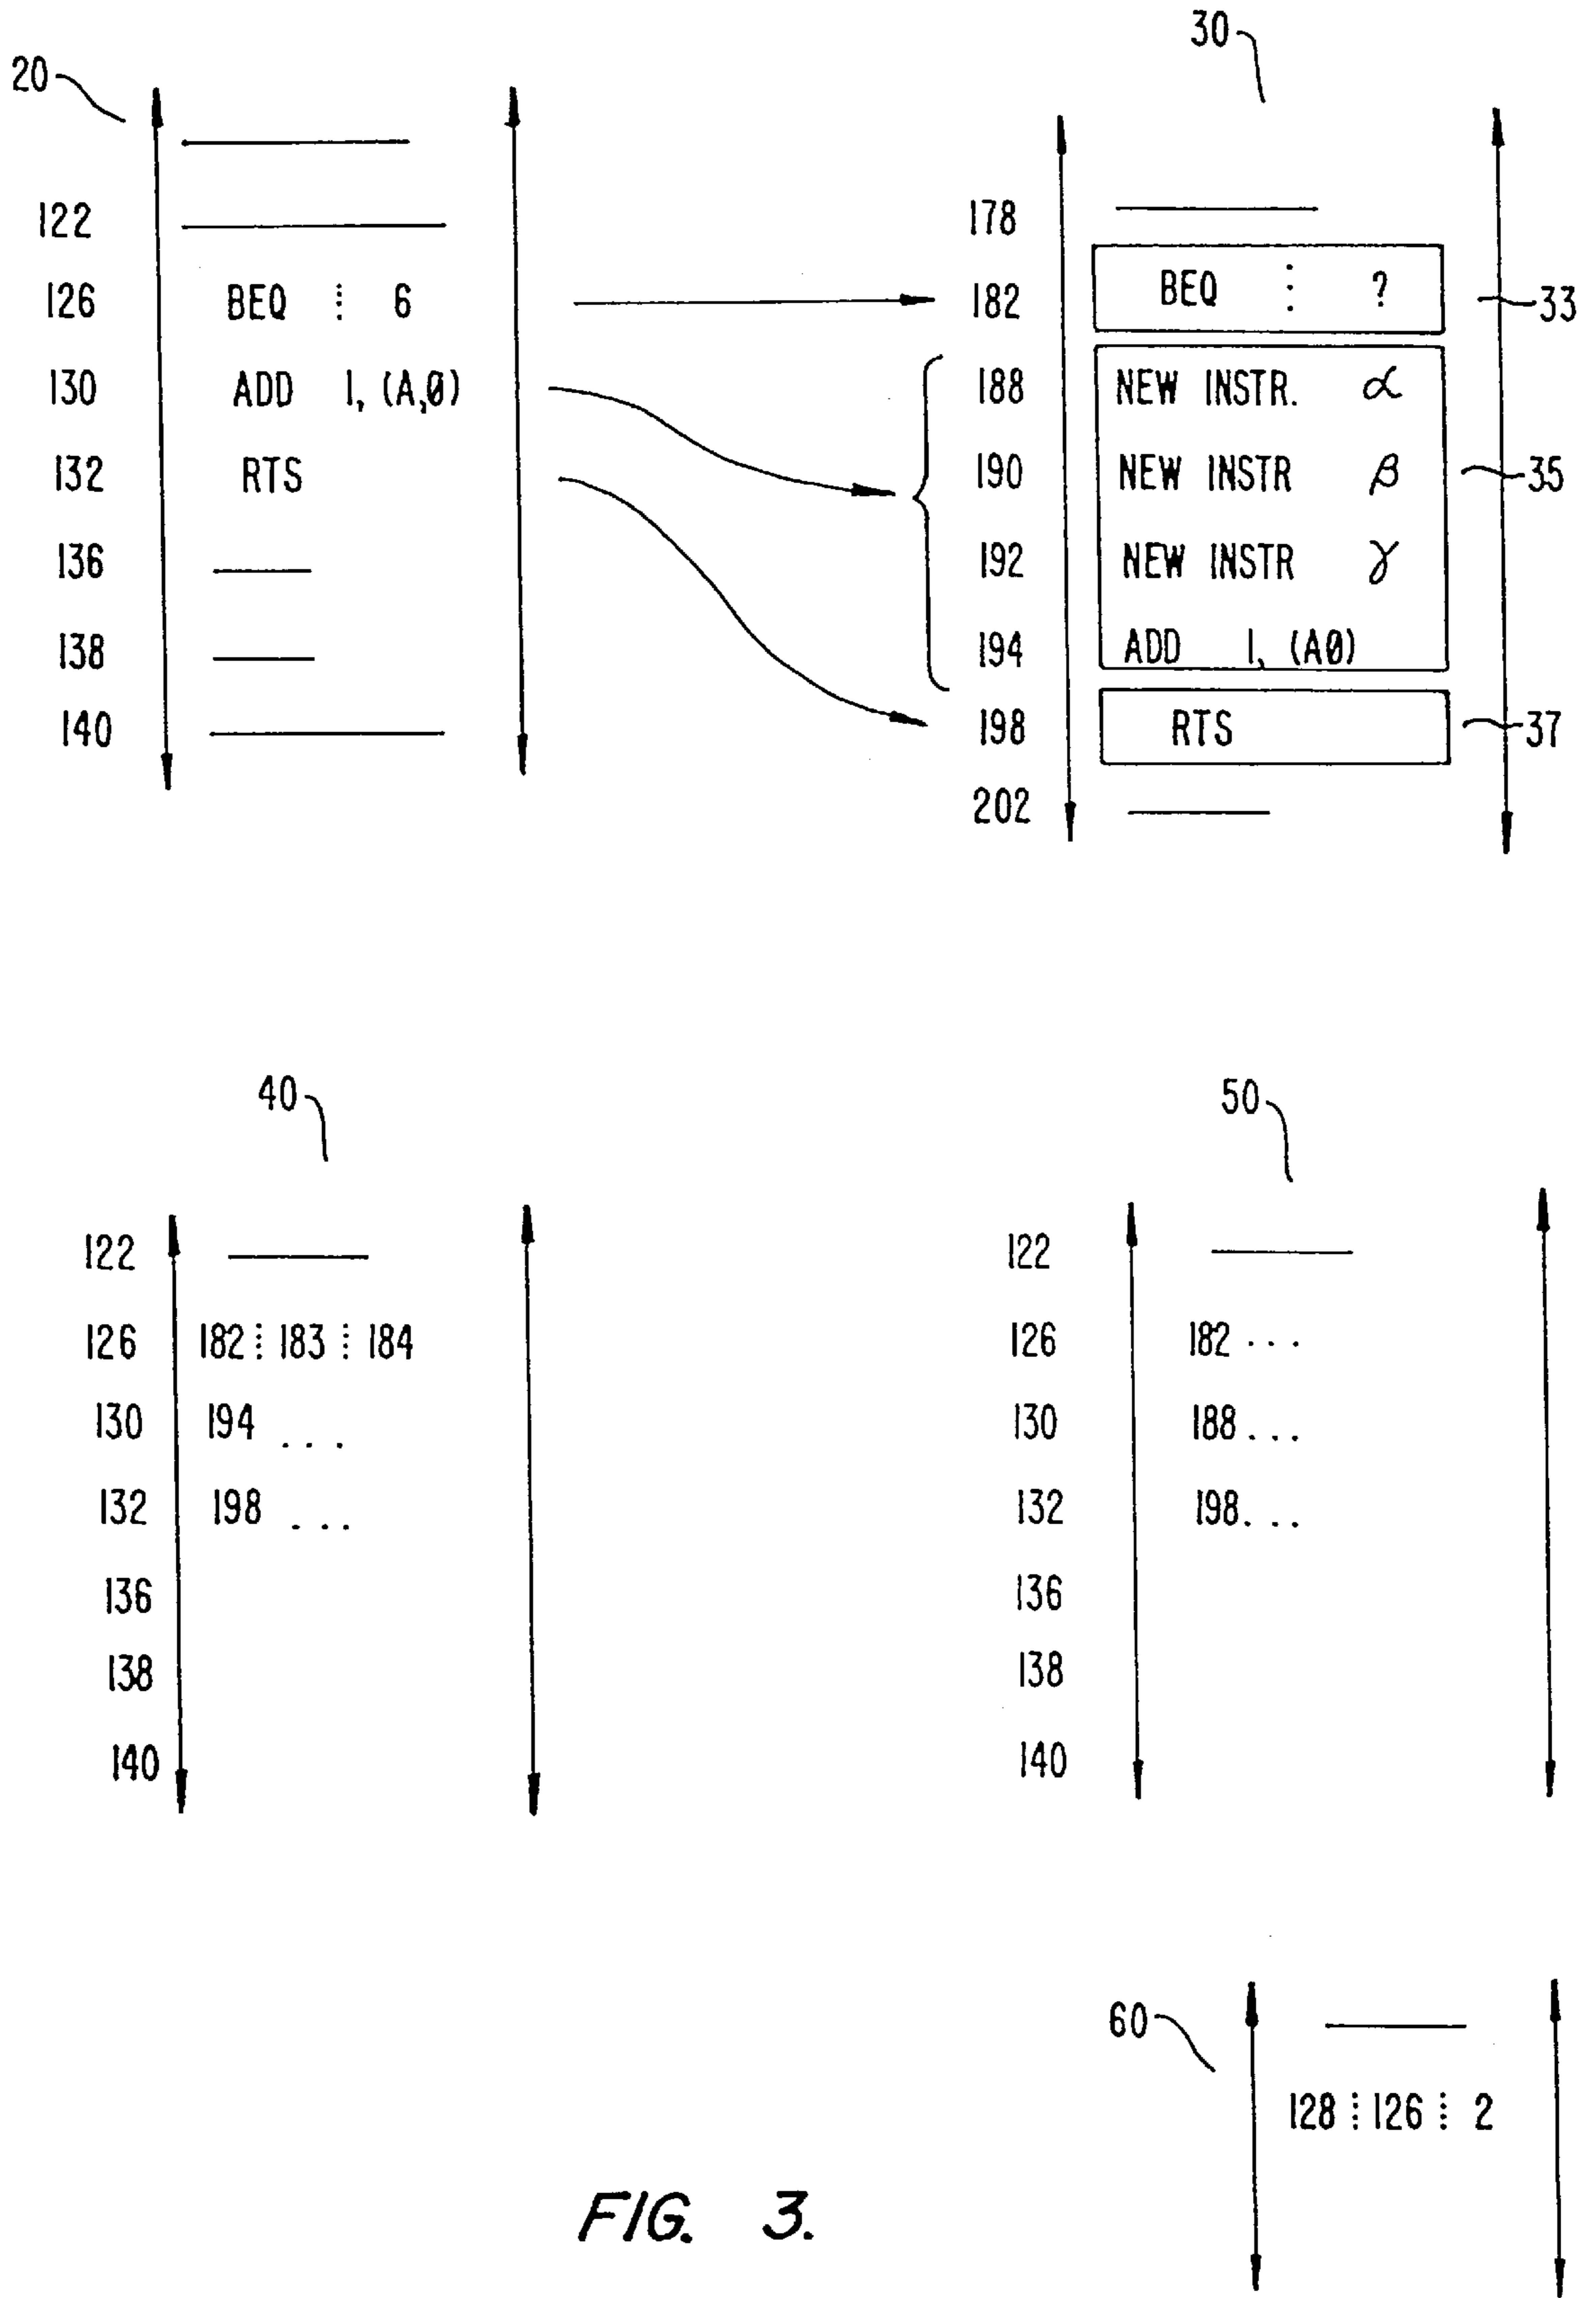 20
122
126 BEQ ⋮ 6
130 ADD 1, (A,0)
132 RTS
136
138
140
30
178
182 BEQ ⋮ ? 33
188 NEW INSTR. α
190 NEW INSTR β 35
192 NEW INSTR γ
194 ADD 1, (A0)
198 RTS 37
202
40
122
126 182 ⋮ 183 ⋮ 184
130 194 ...
132 198 ...
136
138
140
50
122
126 182 ...
130 188 ...
132 198...
136
138
140
60
128 ⋮ 126 ⋮ 2
FIG. 3.